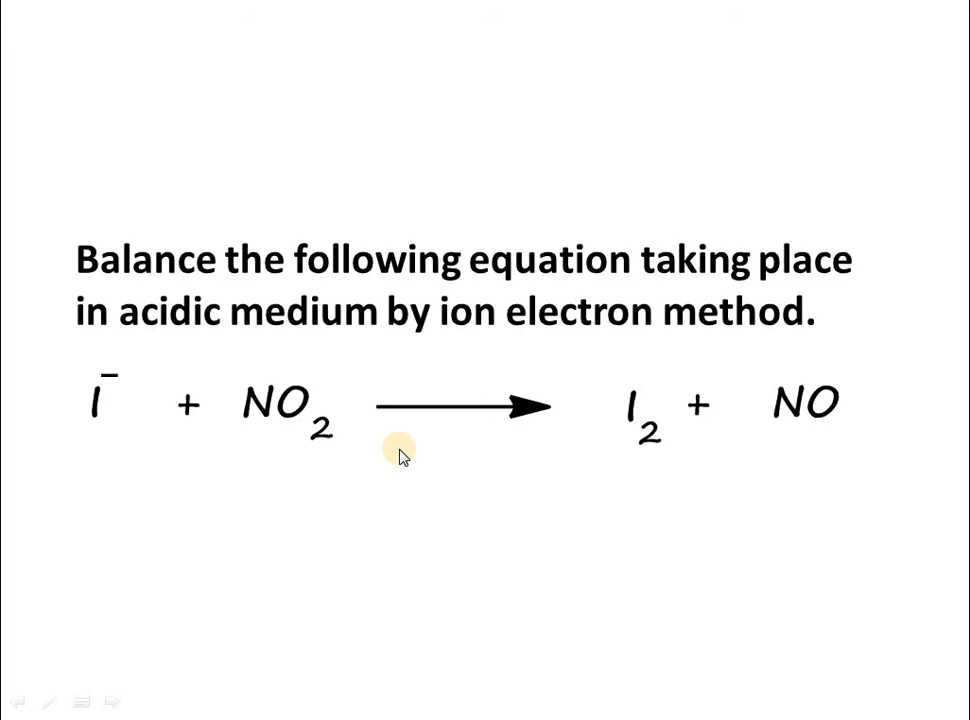 Balance the following equation taking place
in acidic medium by ion electron method.
I⁻ + NO₂ ⟶ I₂ + NO